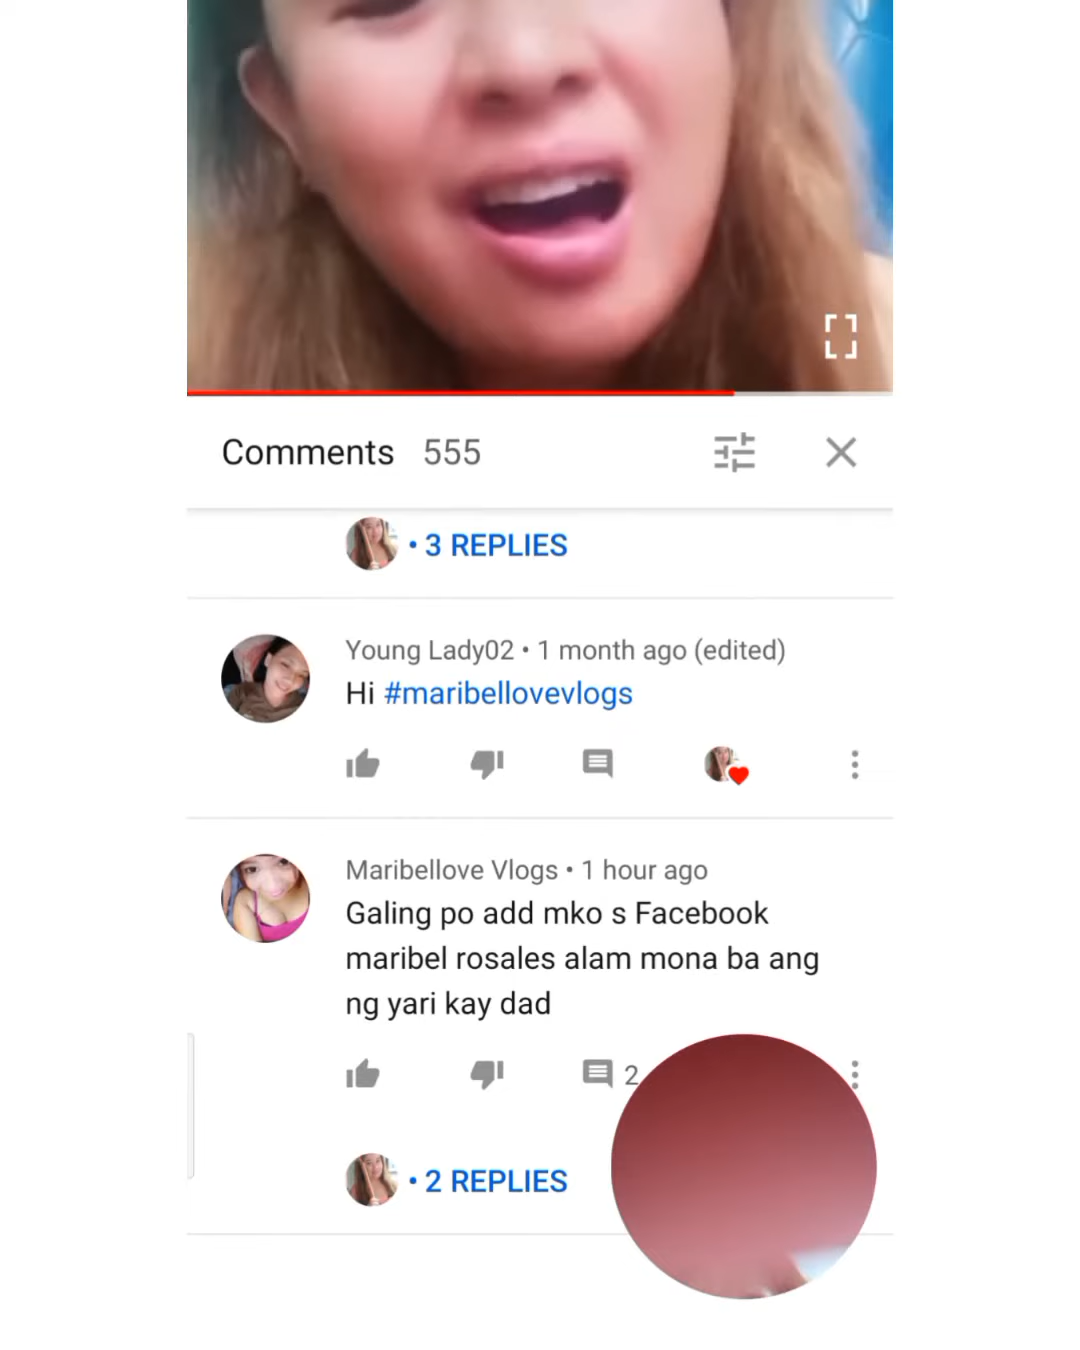 Comments 555
• 3 REPLIES
Young Lady02 • 1 month ago (edited)
Hi #maribellovevlogs
Maribellove Vlogs • 1 hour ago
Galing po add mko s Facebook
maribel rosales alam mona ba ang
ng yari kay dad
2
• 2 REPLIES